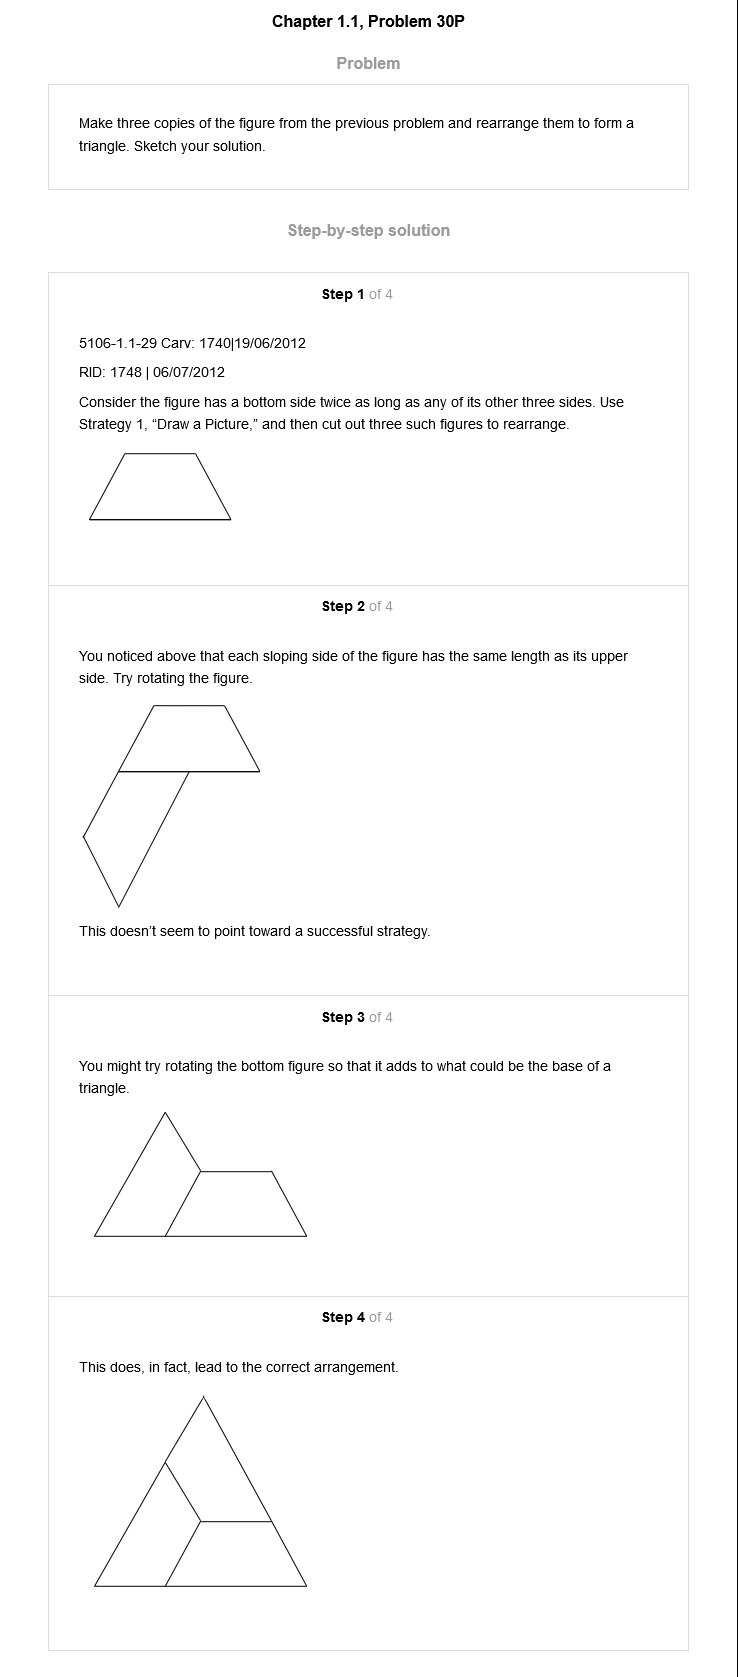 Chapter 1.1, Problem 30P
Problem
Make three copies of the figure from the previous problem and rearrange them to form a
triangle. Sketch your solution.
Step-by-step solution
Step 1 of 4
5106-1.1-29 Carv: 1740|19/06/2012
RID: 1748 | 06/07/2012
Consider the figure has a bottom side twice as long as any of its other three sides. Use
Strategy 1, “Draw a Picture,” and then cut out three such figures to rearrange.
Step 2 of 4
You noticed above that each sloping side of the figure has the same length as its upper
side. Try rotating the figure.
This doesn’t seem to point toward a successful strategy.
Step 3 of 4
You might try rotating the bottom figure so that it adds to what could be the base of a
triangle.
Step 4 of 4
This does, in fact, lead to the correct arrangement.